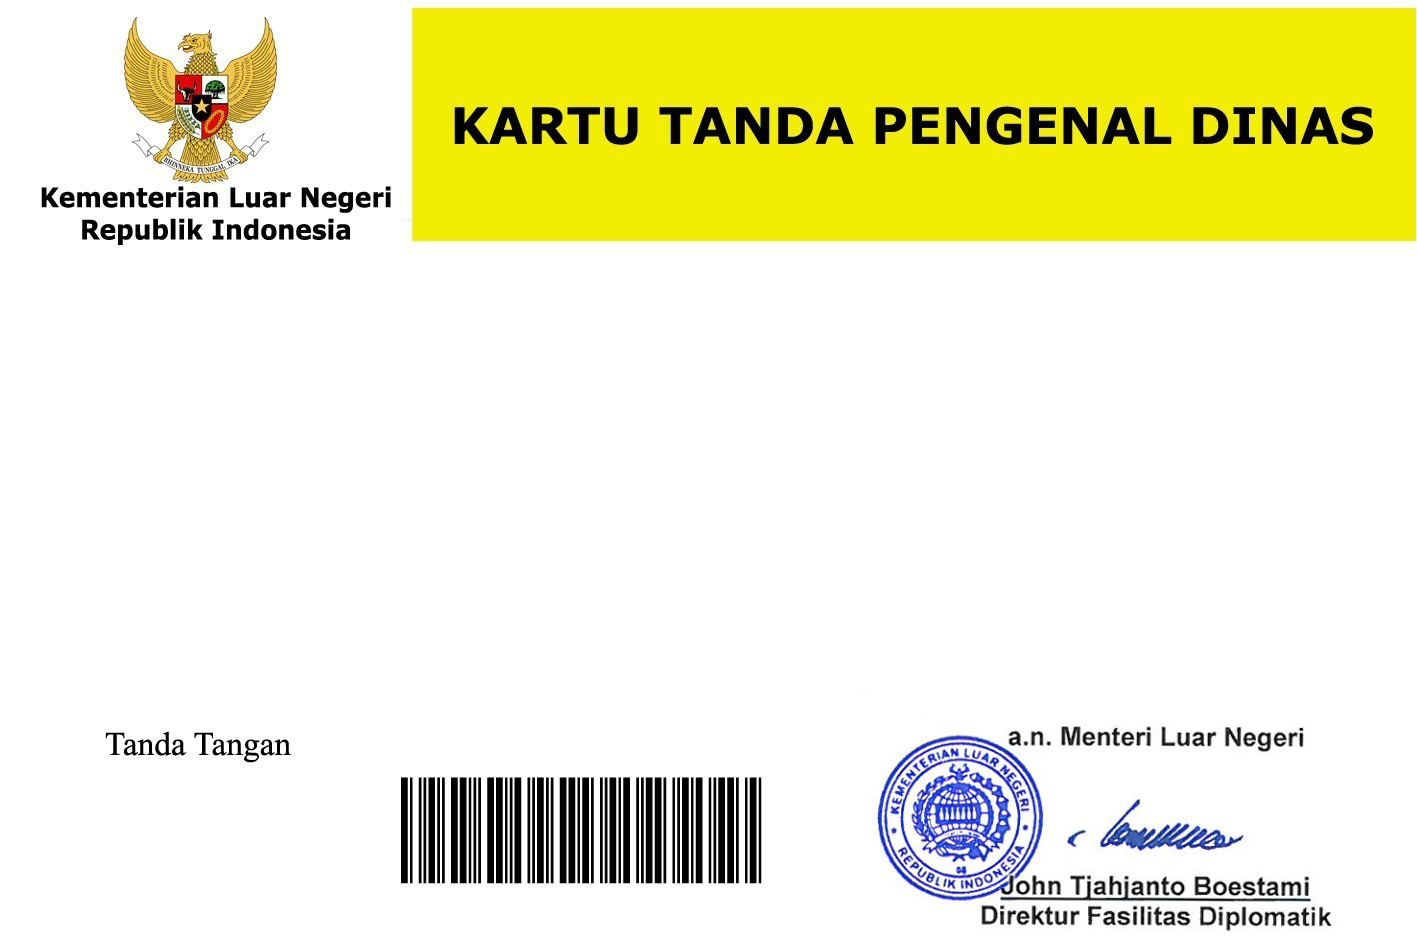 BHINNEKA TUNGGAL IKA
Kementerian Luar Negeri
Republik Indonesia
KARTU TANDA PENGENAL DINAS
Tanda Tangan
a.n. Menteri Luar Negeri
KEMENTERIAN LUAR NEGERI
08
REPUBLIK INDONESIA
John Tjahjanto Boestami
Direktur Fasilitas Diplomatik